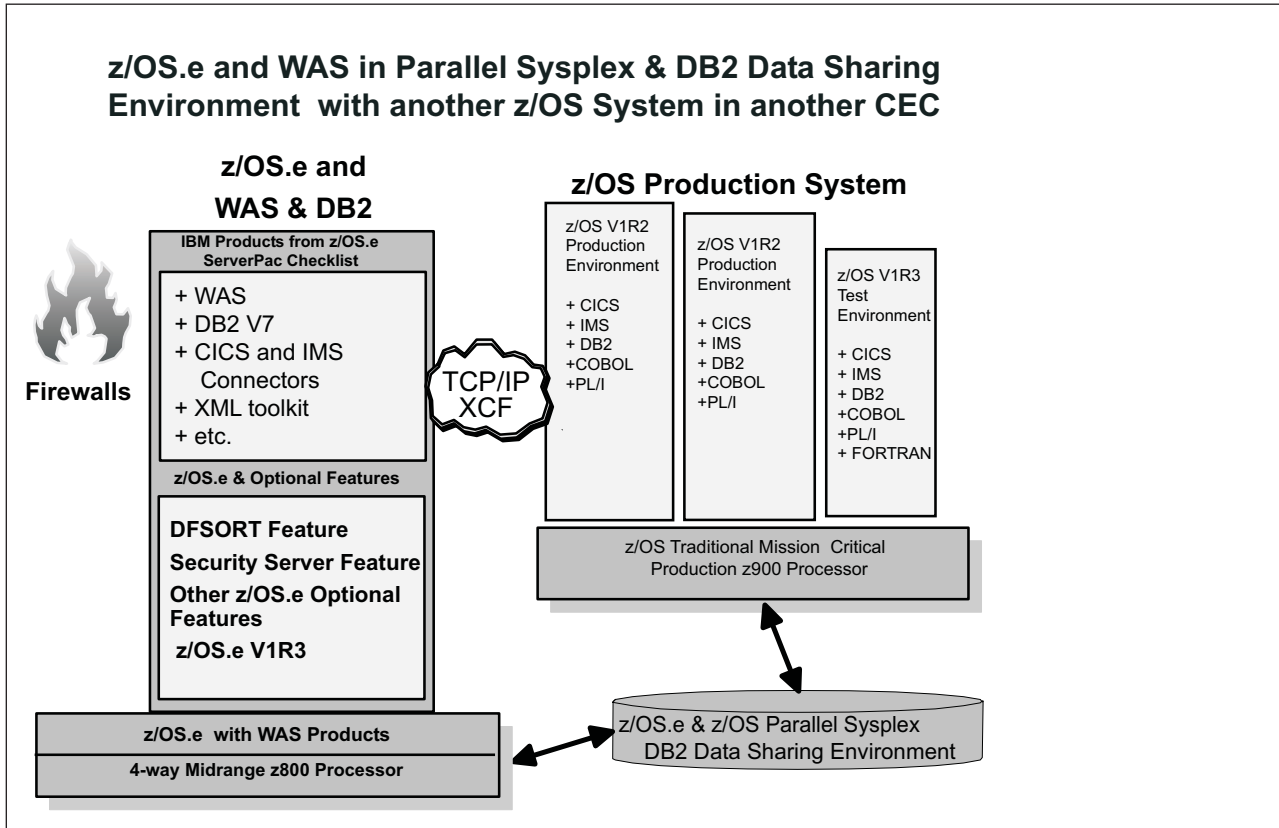 z/OS.e and WAS in Parallel Sysplex & DB2 Data Sharing
Environment with another z/OS System in another CEC
z/OS.e and
WAS & DB2
IBM Products from z/OS.e
ServerPac Checklist
+ WAS
+ DB2 V7
+ CICS and IMS
Connectors
+ XML toolkit
+ etc.
z/OS.e & Optional Features
DFSORT Feature
Security Server Feature
Other z/OS.e Optional
Features
z/OS.e V1R3
z/OS.e with WAS Products
4-way Midrange z800 Processor
Firewalls
TCP/IP
XCF
z/OS Production System
z/OS V1R2
Production
Environment
+ CICS
+ IMS
+ DB2
+COBOL
+PL/I
z/OS V1R2
Production
Environment
+ CICS
+ IMS
+ DB2
+COBOL
+PL/I
z/OS V1R3
Test
Environment
+ CICS
+ IMS
+ DB2
+COBOL
+PL/I
+ FORTRAN
z/OS Traditional Mission Critical
Production z900 Processor
z/OS.e & z/OS Parallel Sysplex
DB2 Data Sharing Environment